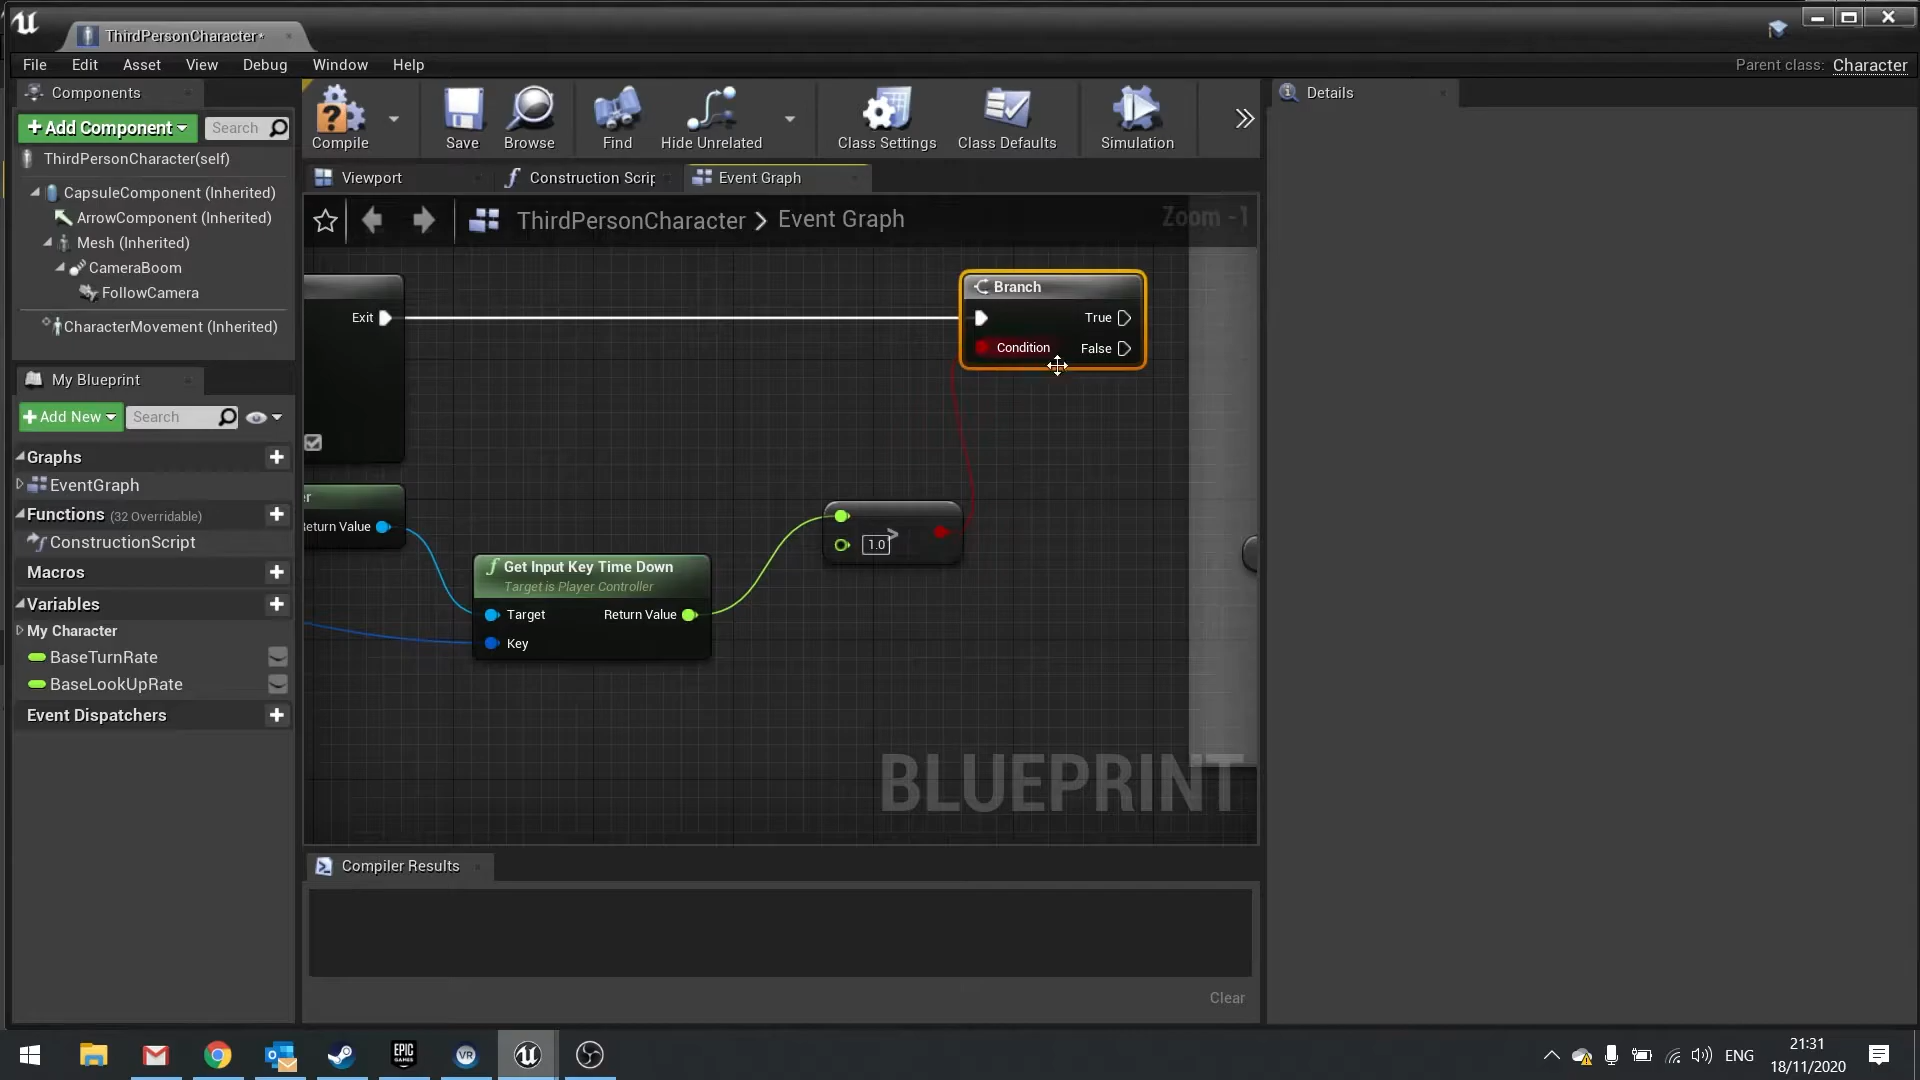 ThirdPersonCharacter*
File Edit Asset View Debug Window Help
Parent class: Character
Components
+Add Component
Search
ThirdPersonCharacter(self)
CapsuleComponent (Inherited)
ArrowComponent (Inherited)
Mesh (Inherited)
CameraBoom
FollowCamera
CharacterMovement (Inherited)
My Blueprint
+Add New
Search
Graphs
EventGraph
Functions (32 Overridable)
ConstructionScript
Macros
Variables
My Character
BaseTurnRate
BaseLookUpRate
Event Dispatchers
Compile
Save
Browse
Find
Hide Unrelated
Class Settings
Class Defaults
Simulation
Viewport
Construction Scrip
Event Graph
ThirdPersonCharacter > Event Graph
Zoom -1
Exit
Branch
True
Condition
False
er
Return Value
Get Input Key Time Down
Target is Player Controller
Target
Return Value
Key
>
1.0
BLUEPRINT
Compiler Results
Clear
Details
EPIC
GAMES
VR
ENG
21:31
18/11/2020